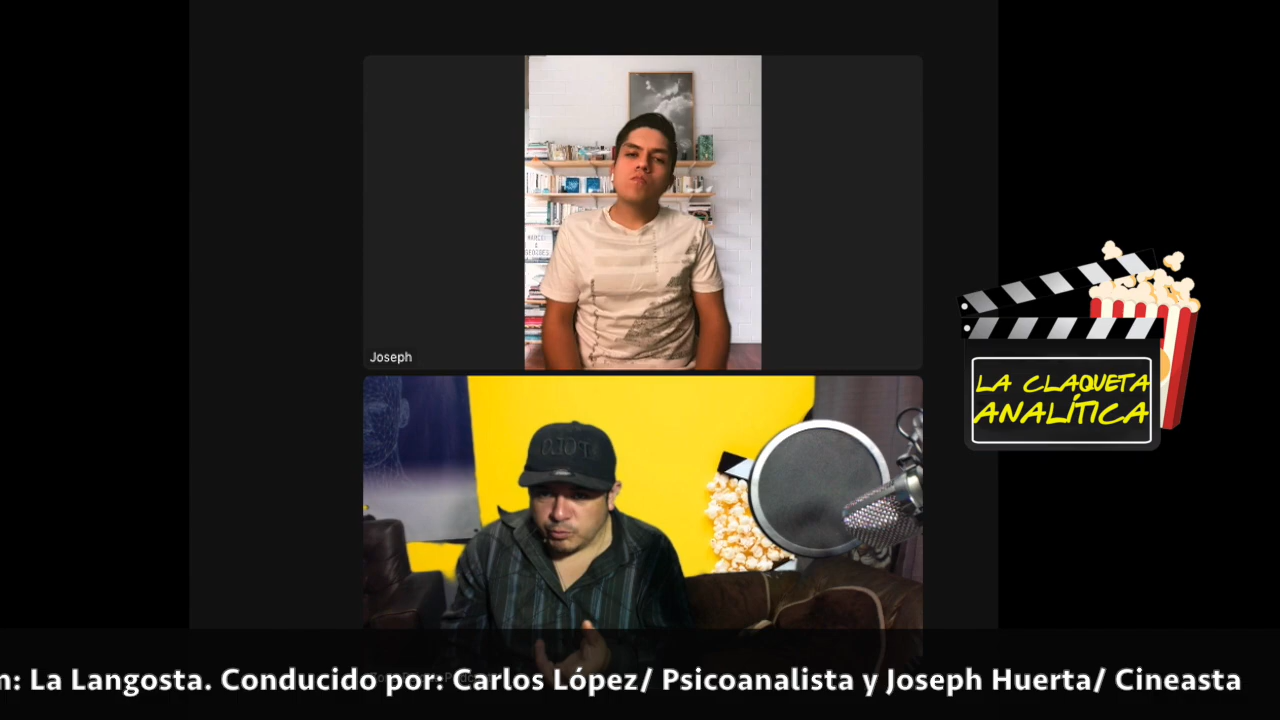 Joseph
LA CLAQUETA
ANALÍTICA
: La Langosta. Conducido por: Carlos López/ Psicoanalista y Joseph Huerta/ Cineasta